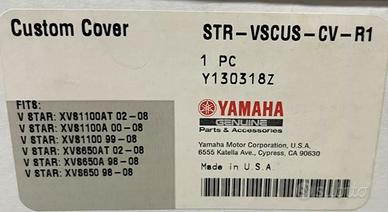 Custom Cover
STR-VSCUS-CV-R1
1 PC
Y130318Z
FITS:
V STAR: XVS1100AT 02-08
V STAR: XVS1100A 00-08
V STAR: XVS1100 99-08
V STAR: XVS650AT 02-08
V STAR: XVS650A 98-08
V STAR: XVS650 98-08
YAMAHA
GENUINE
Parts & Accessories
Yamaha Motor Corporation, U.S.A.
6555 Katella Ave., Cypress, CA 90630
Made in U.S.A.
subito